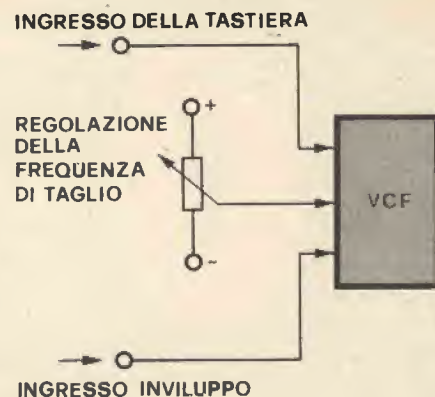 INGRESSO DELLA TASTIERA
+
REGOLAZIONE
DELLA
FREQUENZA
DI TAGLIO
VCF
-
INGRESSO INVILUPPO